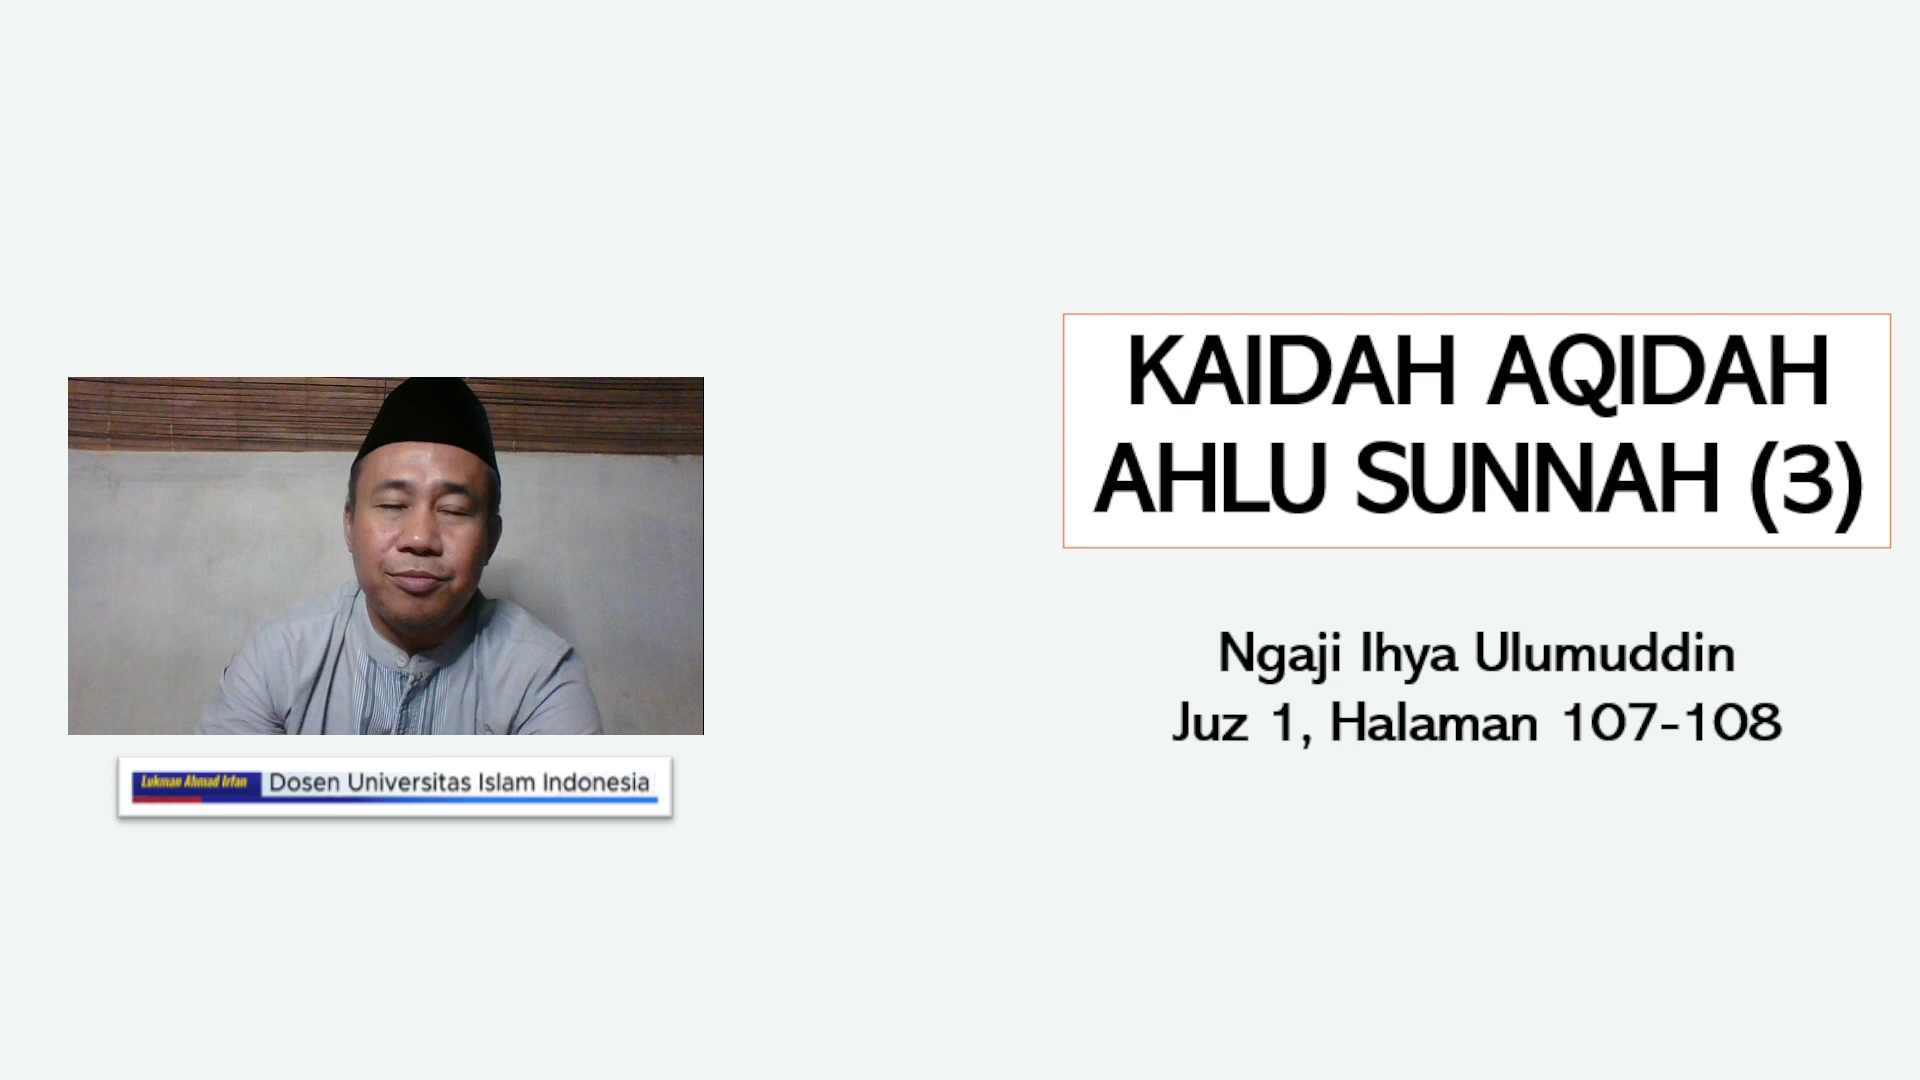 KAIDAH AQIDAH
AHLU SUNNAH (3)
Ngaji Ihya Ulumuddin
Juz 1, Halaman 107-108
Lukman Ahmad Irfan Dosen Universitas Islam Indonesia